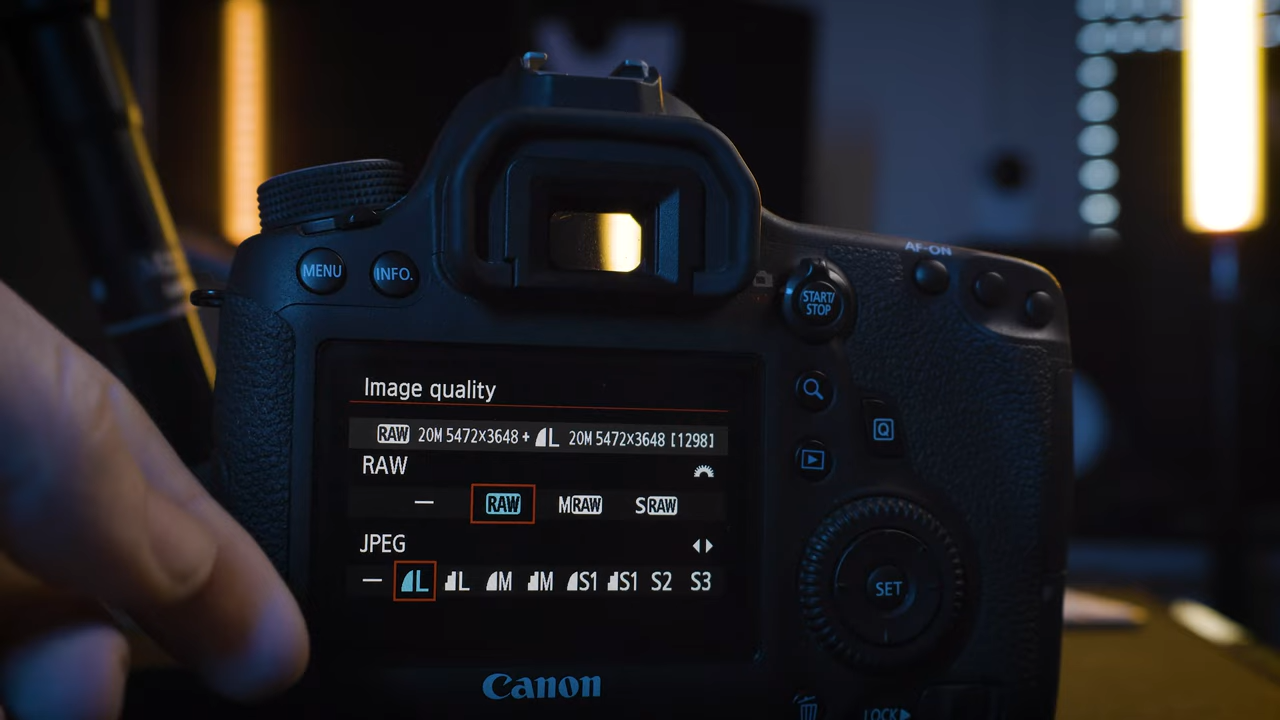 AF-ON
MENU
INFO.
START/
STOP
Image quality
RAW 20M 5472x3648 + L 20M 5472x3648 [1298]
RAW
— RAW MRAW SRAW
JPEG
— L L M M S1 S1 S2 S3
Q
SET
Canon
LOCK